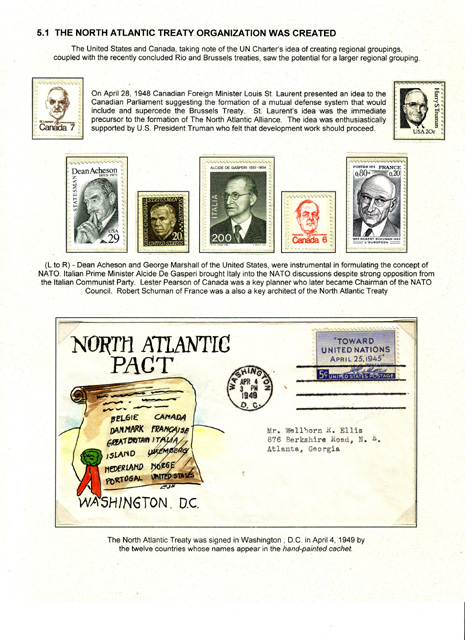 5.1 THE NORTH ATLANTIC TREATY ORGANIZATION WAS CREATED
The United States and Canada, taking note of the UN Charter's idea of creating regional groupings,
coupled with the recently concluded Rio and Brussels treaties, saw the potential for a larger regional grouping.
St. Laurent
Canada 7
On April 28, 1948 Canadian Foreign Minister Louis St. Laurent presented an idea to the
Canadian Parliament suggesting the formation of a mutual defense system that would
include and supercede the Brussels Treaty. St. Laurent's idea was the immediate
precursor to the formation of The North Atlantic Alliance. The idea was enthusiastically
supported by U.S. President Truman who felt that development work should proceed.
Harry S. Truman
USA 20c
Dean Acheson
STATESMAN
USA
29
STATESMAN
20
ALCIDE DE GASPERI
ITALIA
200
Canada 6
FRANCE
0,80+ 0,20
ROBERT SCHUMAN
L'EUROPEEN
(L to R) - Dean Acheson and George Marshall of the United States, were instrumental in formulating the concept of
NATO. Italian Prime Minister Alcide De Gasperi brought Italy into the NATO discussions despite strong opposition from
the Italian Communist Party. Lester Pearson of Canada was a key planner who later became Chairman of the NATO
Council. Robert Schuman of France was a also a key architect of the North Atlantic Treaty
NORTH ATLANTIC
PACT
BELGIE CANADA
DANMARK FRANÇAISE
GREAT BRITAIN ITALIA
ISLAND LUXEMBERG
NEDERLAND NORGE
PORTUGAL UNITED STATES
WASHINGTON, D.C.
WASHINGTON
APR 4
3 PM
1949
D. C.
"TOWARD
UNITED NATIONS
APRIL 25, 1945"
5¢ UNITED STATES POSTAGE
Mr. Wellborn R. Ellis
876 Berkshire Road, N. E.
Atlanta, Georgia
The North Atlantic Treaty was signed in Washington , D.C. in April 4, 1949 by
the twelve countries whose names appear in the hand-painted cachet.